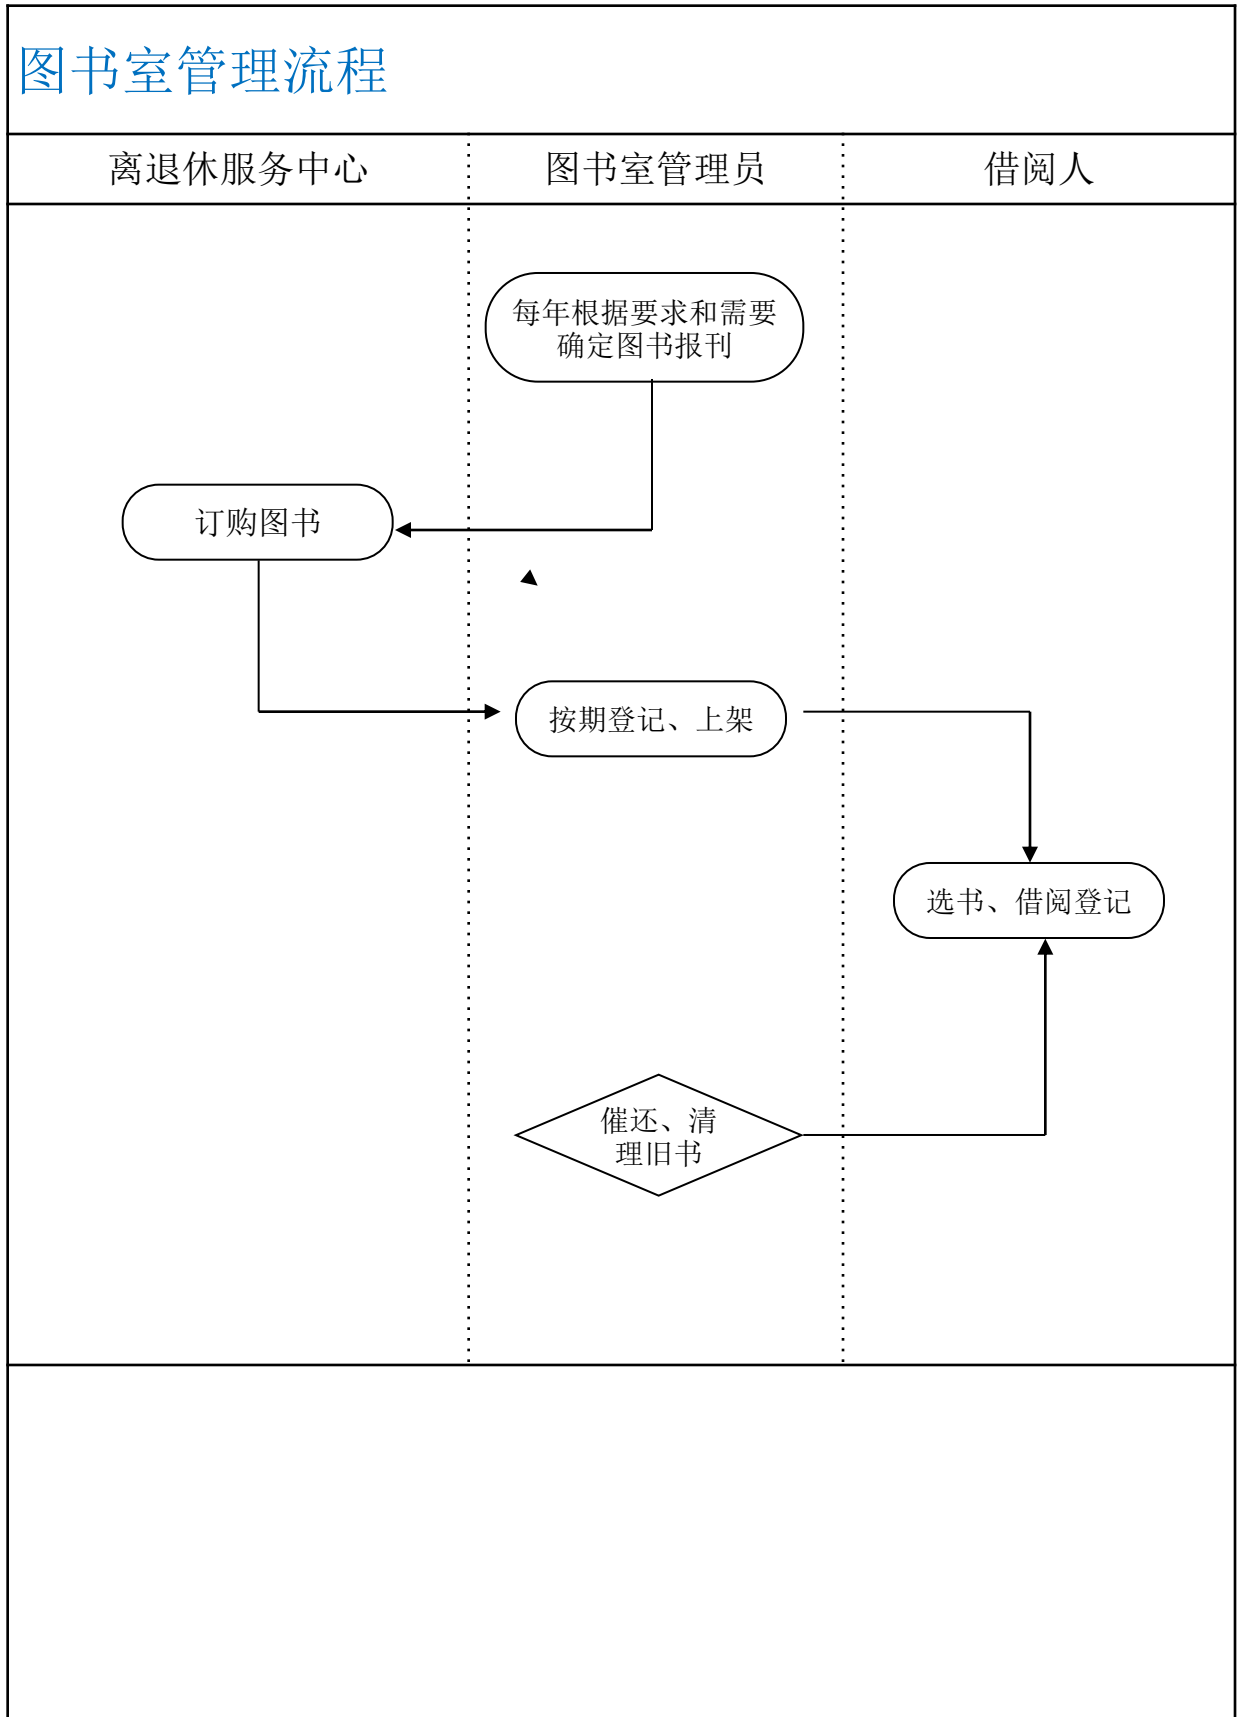 图书室管理流程
离退休服务中心
图书室管理员
借阅人
每年根据要求和需要
确定图书报刊
订购图书
按期登记、上架
选书、借阅登记
催还、清
理旧书